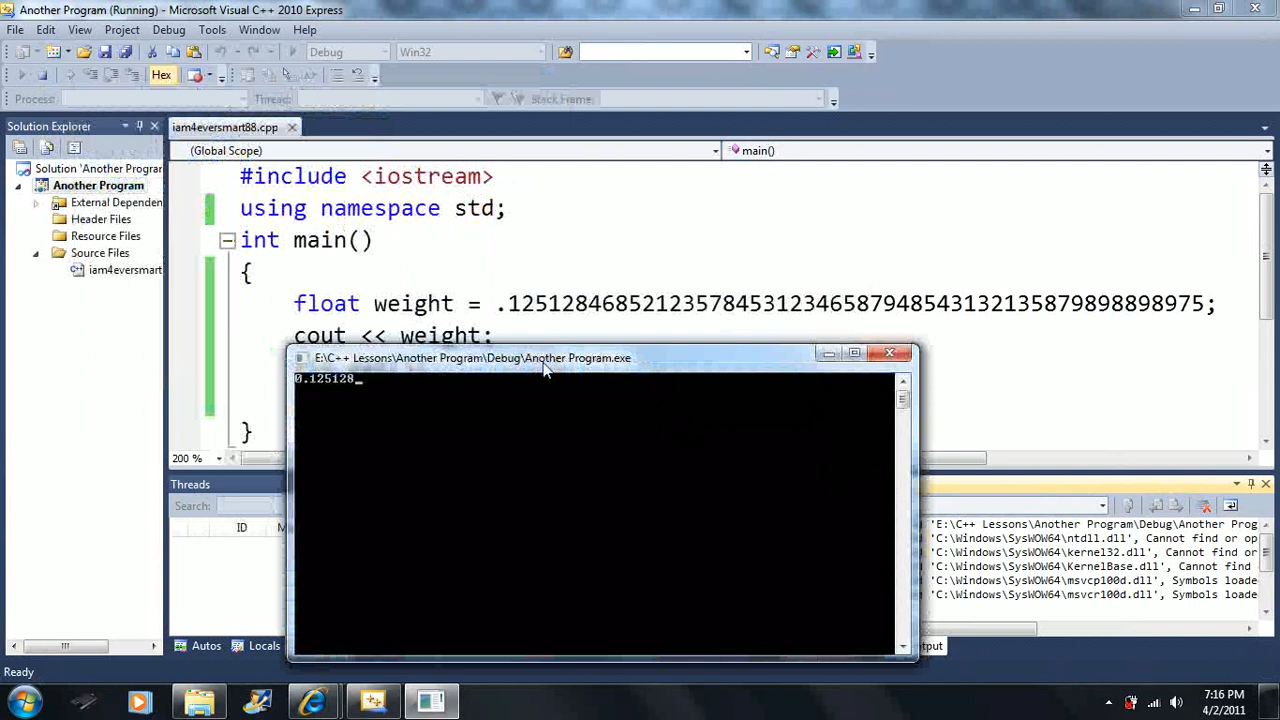 Another Program (Running) - Microsoft Visual C++ 2010 Express
File Edit View Project Debug Tools Window Help
Debug Win32
Hex
Process: Thread: Stack Frame:
Solution Explorer
iam4eversmart88.cpp
(Global Scope) main()
Solution 'Another Progran
Another Program
External Dependen
Header Files
Resource Files
Source Files
iam4eversmart
#include <iostream>
using namespace std;
int main()
{
float weight = .12512846852123578453123465879485431321358798988​98975;
cout << weight;
}
E:\C++ Lessons\Another Program\Debug\Another Program.exe
0.125128_
200 %
Threads
Search:
ID
'E:\C++ Lessons\Another Program\Debug\Another Prog
'C:\Windows\SysWOW64\ntdll.dll', Cannot find or op
'C:\Windows\SysWOW64\kernel32.dll', Cannot find or
'C:\Windows\SysWOW64\KernelBase.dll', Cannot find
'C:\Windows\SysWOW64\msvcp100d.dll', Symbols loade
'C:\Windows\SysWOW64\msvcr100d.dll', Symbols loade
Autos Locals
Ready
7:16 PM
4/2/2011